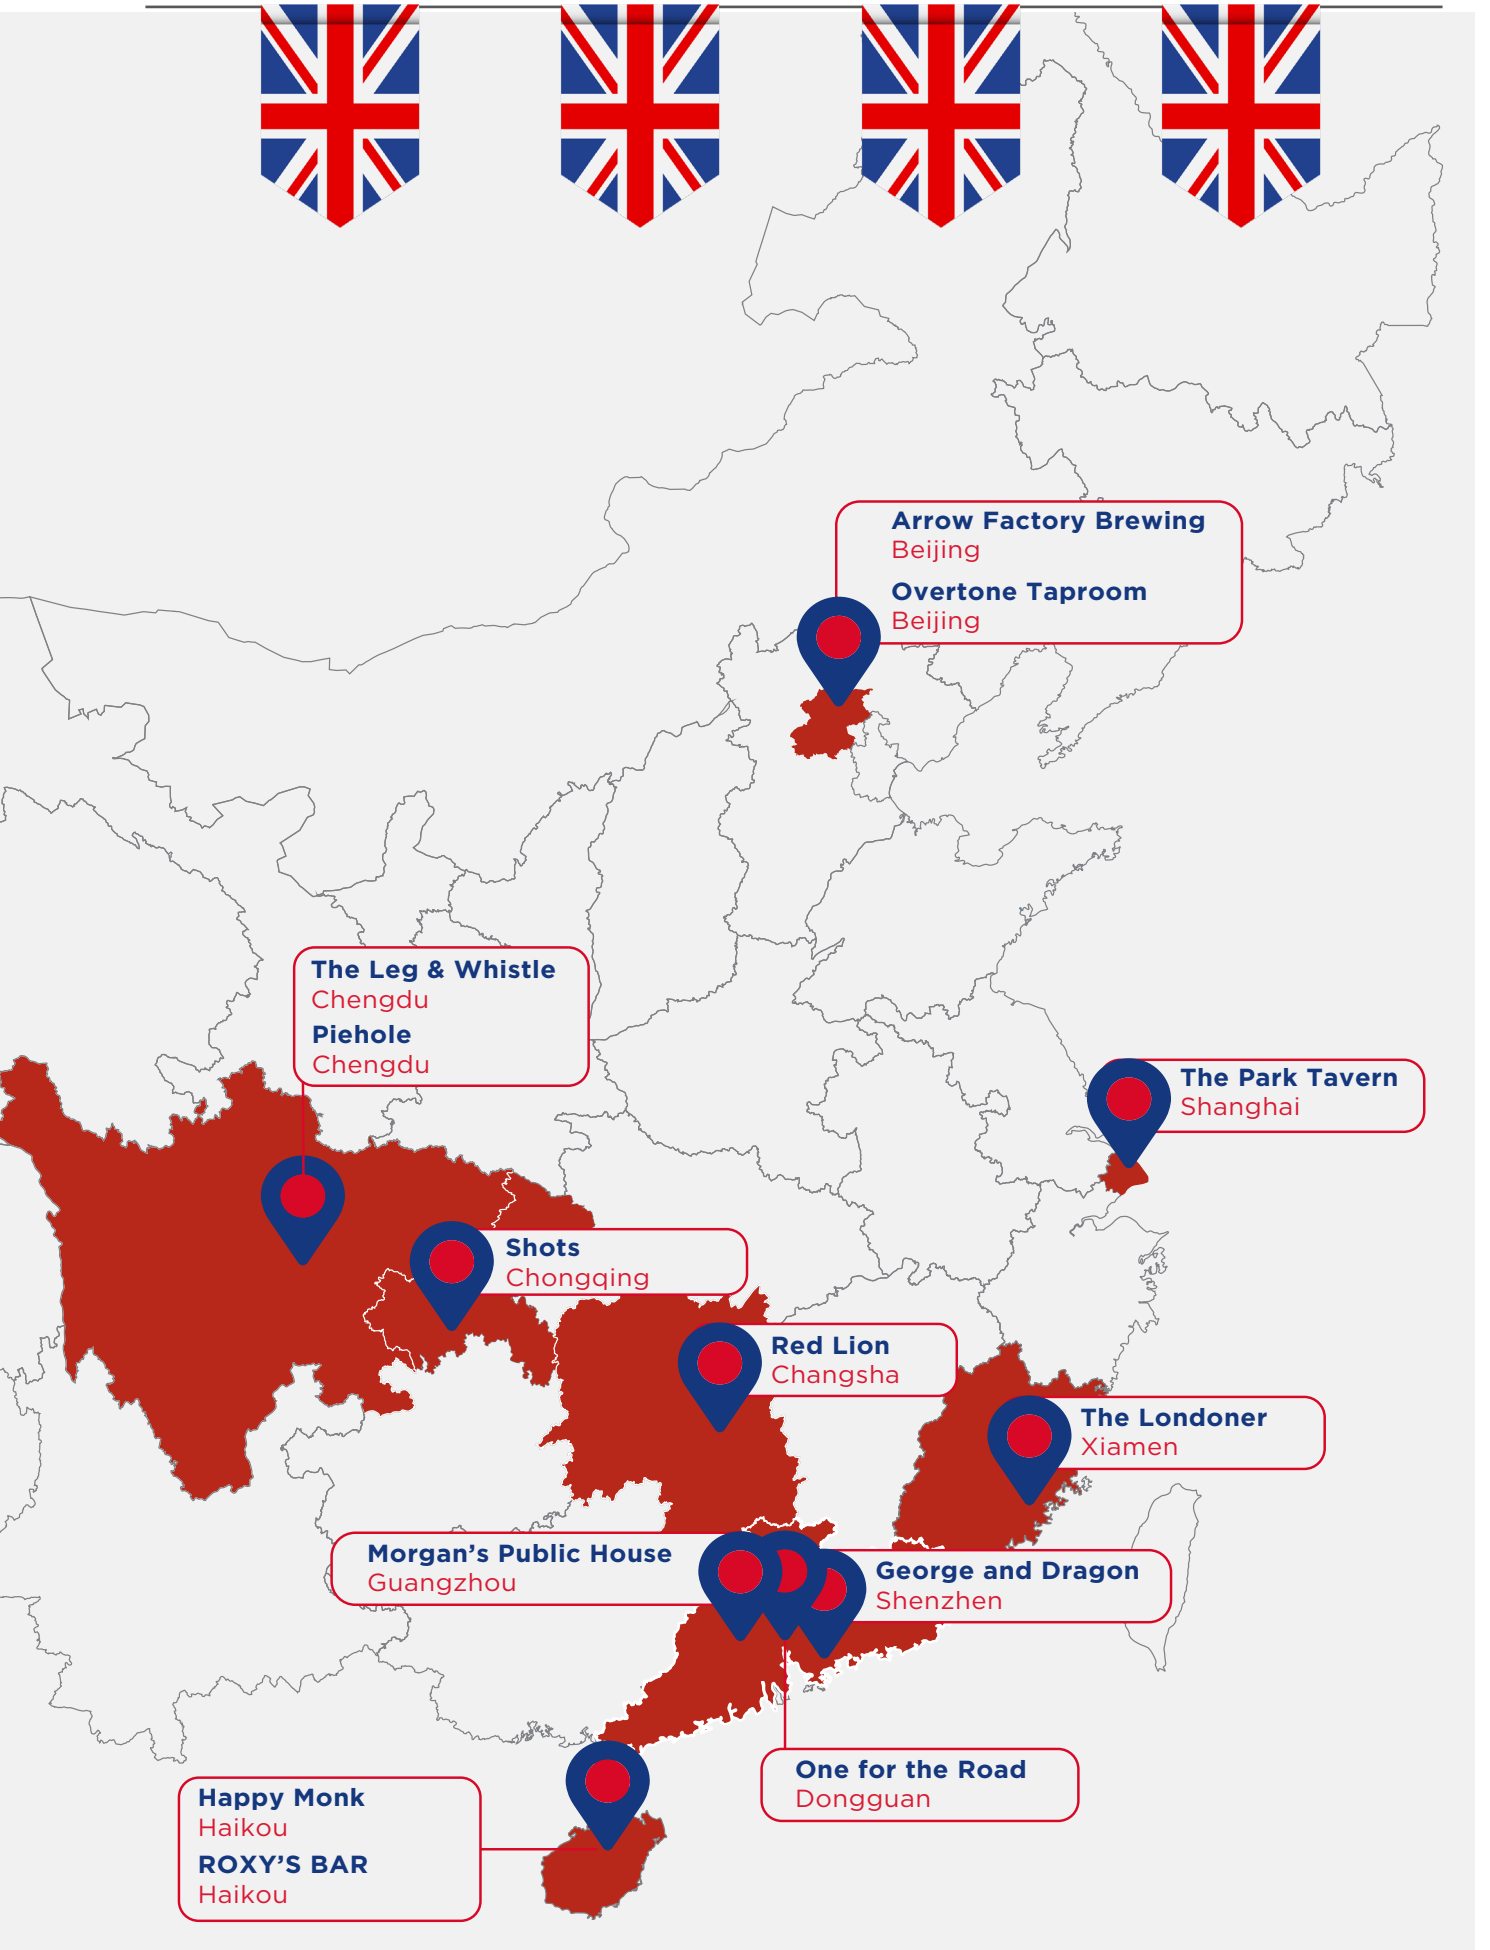 Arrow Factory Brewing
Beijing
Overtone Taproom
Beijing
The Leg & Whistle
Chengdu
Piehole
Chengdu
The Park Tavern
Shanghai
Shots
Chongqing
Red Lion
Changsha
The Londoner
Xiamen
Morgan’s Public House
Guangzhou
George and Dragon
Shenzhen
One for the Road
Dongguan
Happy Monk
Haikou
ROXY’S BAR
Haikou